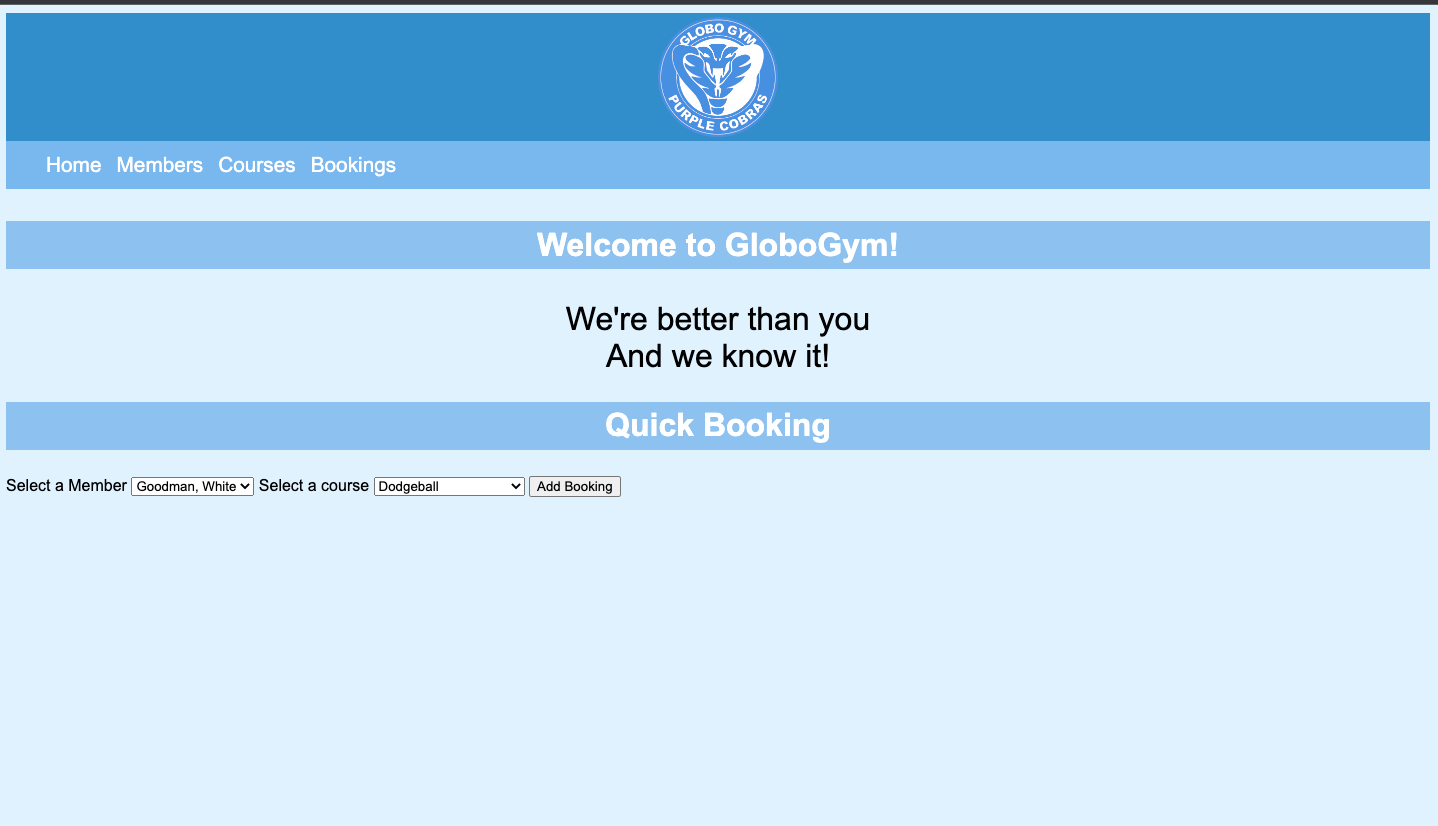 GLOBO GYM
PURPLE COBRAS
Home Members Courses Bookings
Welcome to GloboGym!
We're better than you
And we know it!
Quick Booking
Select a Member Goodman, White Select a course Dodgeball Add Booking